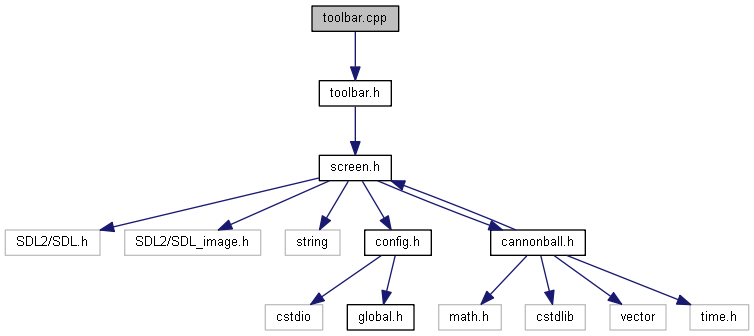 toolbar.cpp
toolbar.h
screen.h
SDL2/SDL.h
SDL2/SDL_image.h
string
config.h
cannonball.h
cstdio
global.h
math.h
cstdlib
vector
time.h